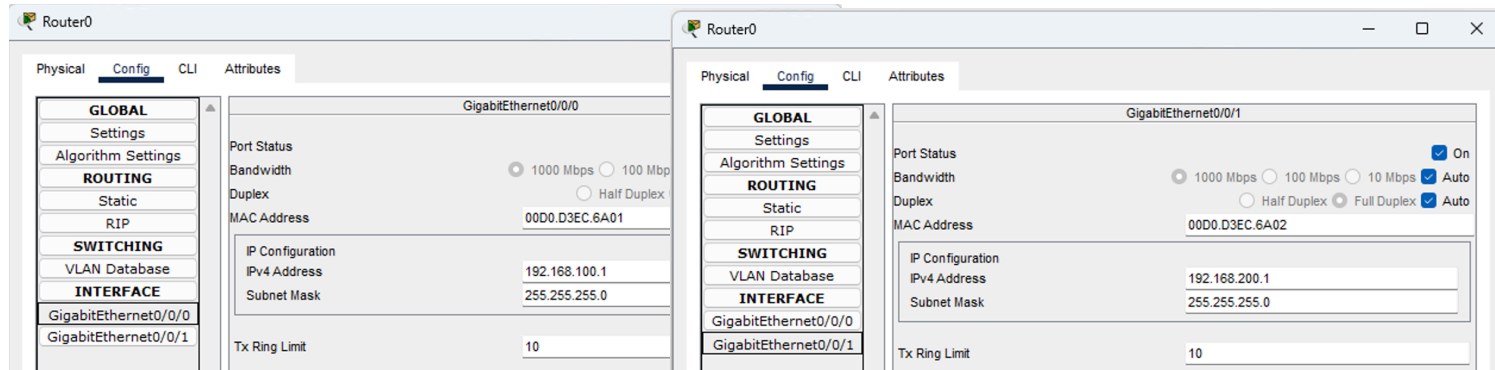 Router0
Physical Config CLI Attributes
GLOBAL
Settings
Algorithm Settings
ROUTING
Static
RIP
SWITCHING
VLAN Database
INTERFACE
GigabitEthernet0/0/0
GigabitEthernet0/0/1
GigabitEthernet0/0/0
Port Status
Bandwidth 1000 Mbps 100 Mbp
Duplex Half Duplex
MAC Address 00D0.D3EC.6A01
IP Configuration
IPv4 Address 192.168.100.1
Subnet Mask 255.255.255.0
Tx Ring Limit 10
Router0
Physical Config CLI Attributes
GLOBAL
Settings
Algorithm Settings
ROUTING
Static
RIP
SWITCHING
VLAN Database
INTERFACE
GigabitEthernet0/0/0
GigabitEthernet0/0/1
GigabitEthernet0/0/1
Port Status On
Bandwidth 1000 Mbps 100 Mbps 10 Mbps Auto
Duplex Half Duplex Full Duplex Auto
MAC Address 00D0.D3EC.6A02
IP Configuration
IPv4 Address 192.168.200.1
Subnet Mask 255.255.255.0
Tx Ring Limit 10